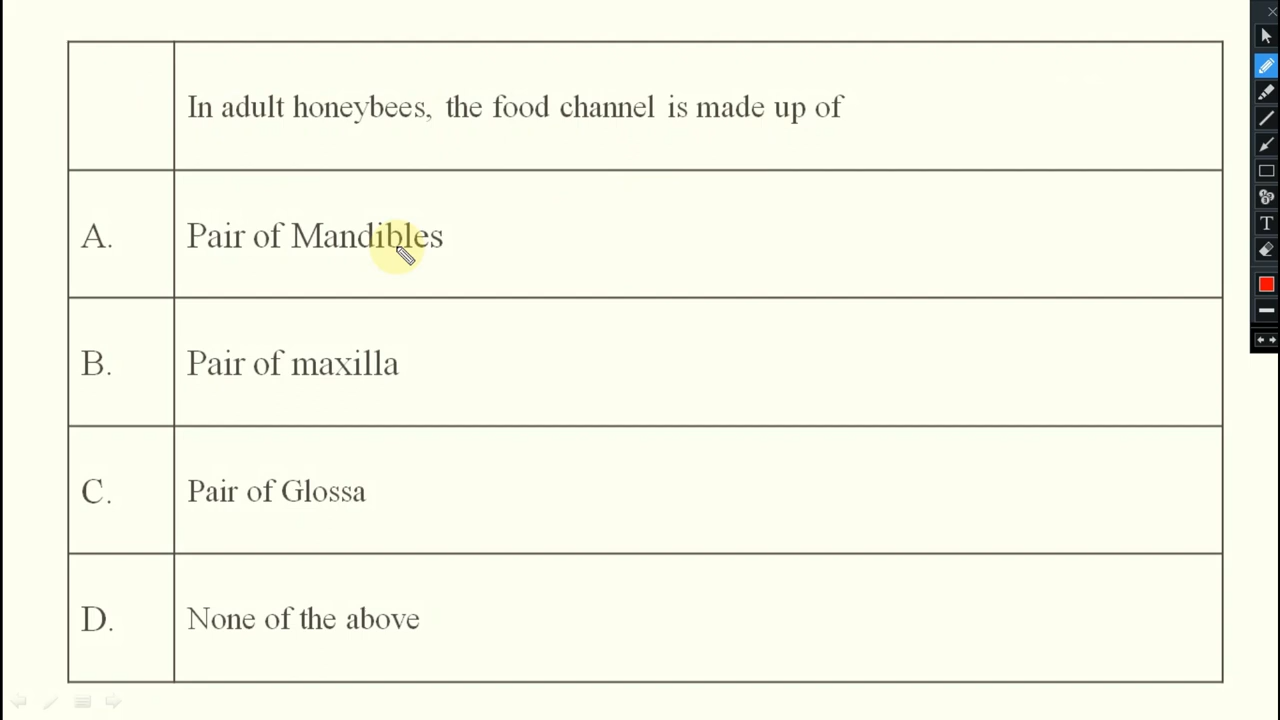 In adult honeybees, the food channel is made up of
A. Pair of Mandibles
B. Pair of maxilla
C. Pair of Glossa
D. None of the above
T